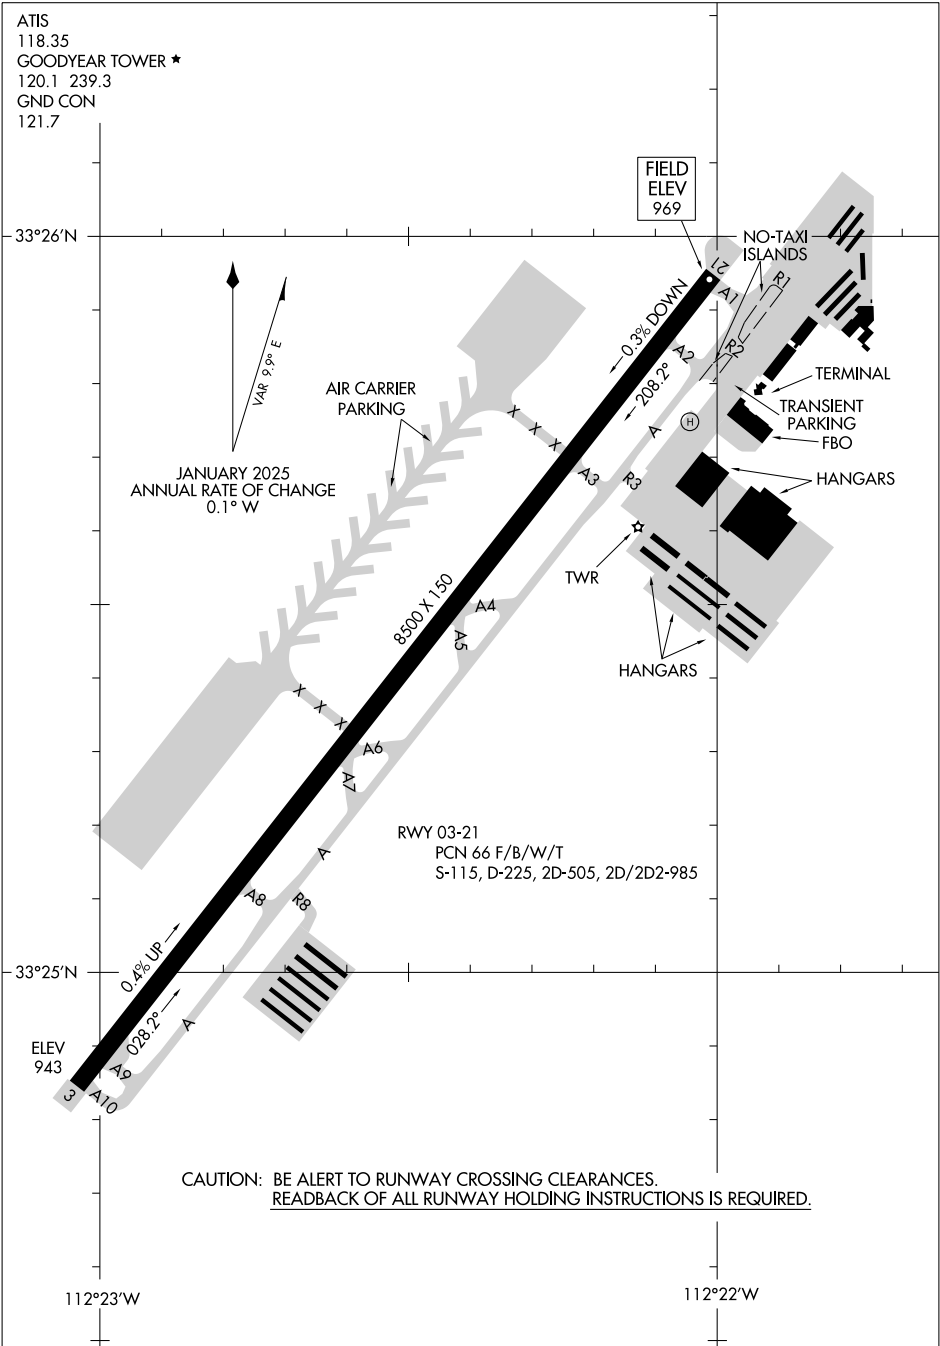 ATIS
118.35
GOODYEAR TOWER ★
120.1 239.3
GND CON
121.7
FIELD
ELEV
969
33°26'N
NO-TAXI
ISLANDS
21
R1
A1
0.3% DOWN
A2
R2
208.2°
VAR 9.9° E
AIR CARRIER
PARKING
TERMINAL
TRANSIENT
PARKING
FBO
H
A
X X X
JANUARY 2025
ANNUAL RATE OF CHANGE
0.1° W
A3
R3
HANGARS
TWR
8500 X 150
A4
A5
HANGARS
X X X
A6
A7
RWY 03-21
PCN 66 F/B/W/T
S-115, D-225, 2D-505, 2D/2D2-985
A
A8
R8
0.4% UP
33°25'N
028.2°
A
ELEV
943
A9
3
A10
CAUTION: BE ALERT TO RUNWAY CROSSING CLEARANCES.
READBACK OF ALL RUNWAY HOLDING INSTRUCTIONS IS REQUIRED.
112°23'W
112°22'W